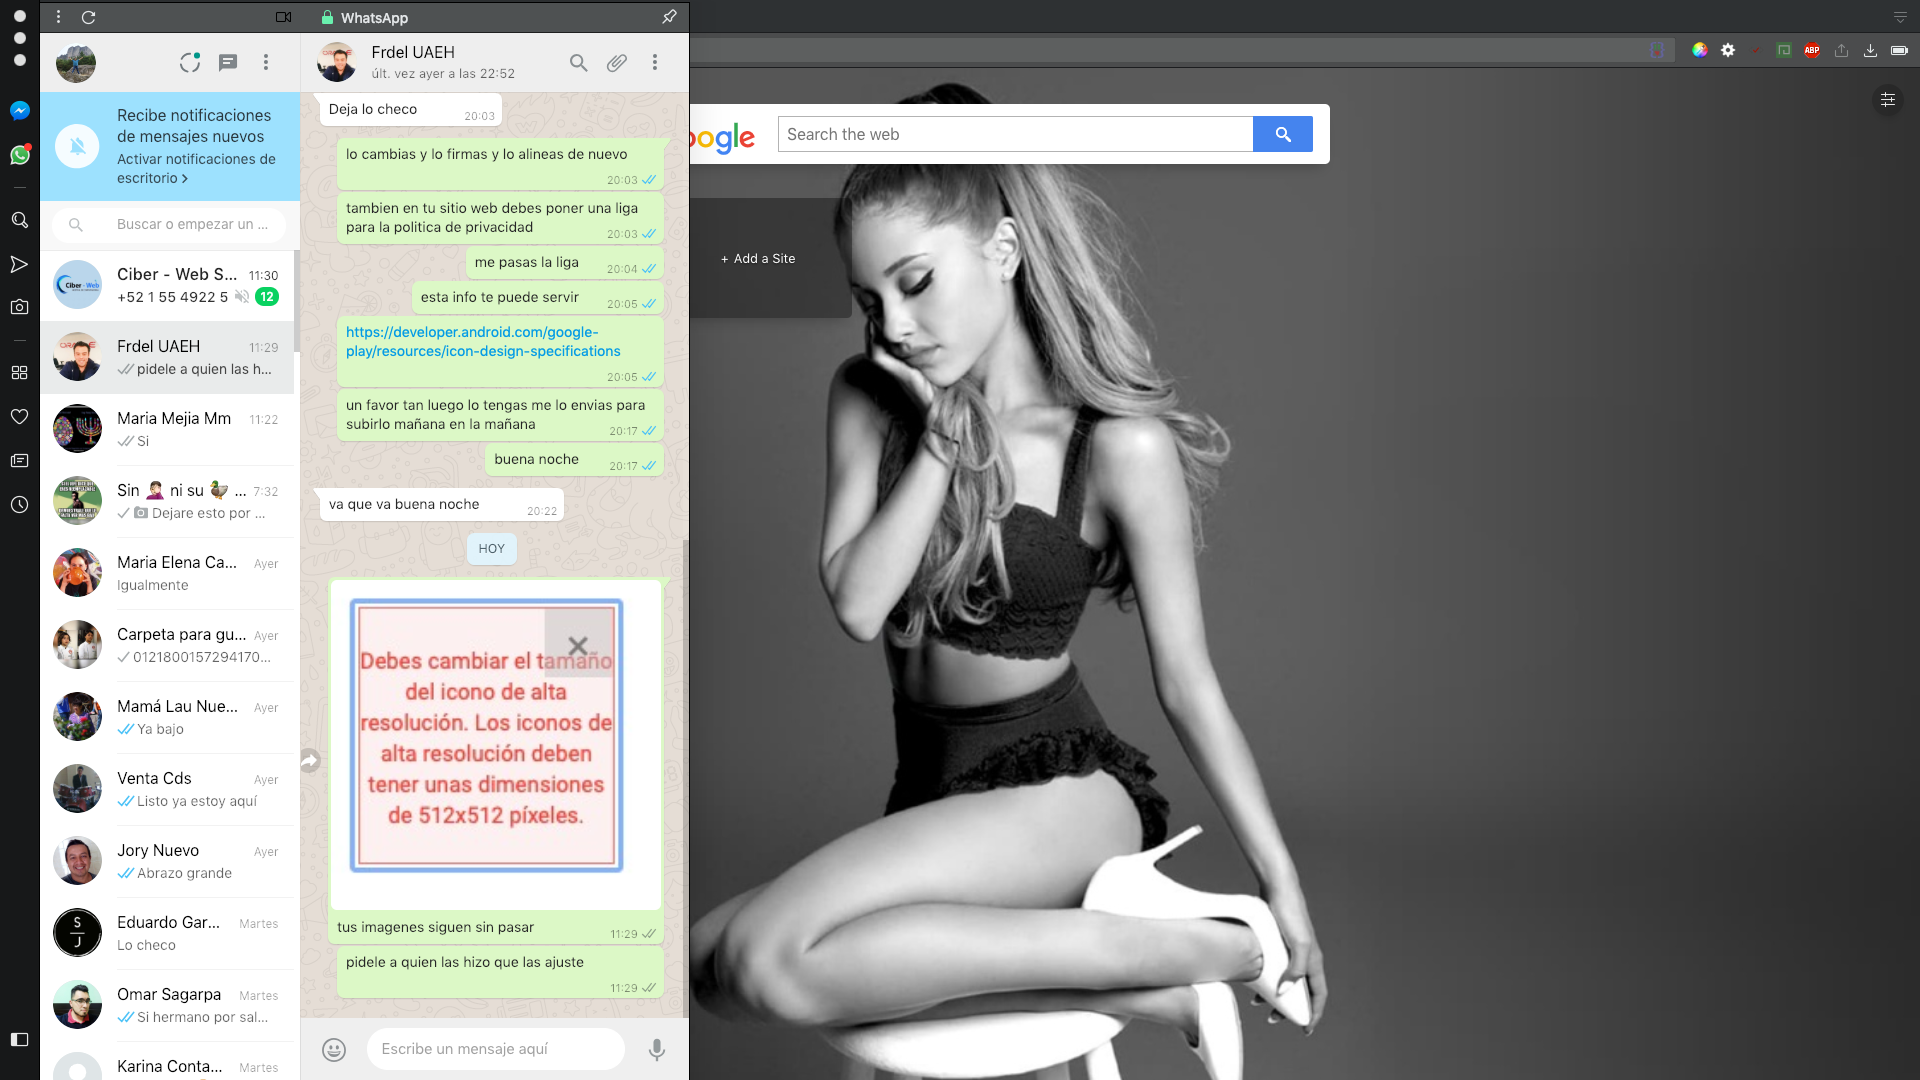 WhatsApp
Recibe notificaciones
de mensajes nuevos
Activar notificaciones de
escritorio >
Buscar o empezar un ...
Ciber - Web S... 11:30
+52 1 55 4922 5 12
Frdel UAEH 11:29
pidele a quien las h...
Maria Mejia Mm 11:22
Si
Sin ni su ... 7:32
Dejare esto por ...
Maria Elena Ca... Ayer
Igualmente
Carpeta para gu... Ayer
0121800157294170...
Mamá Lau Nue... Ayer
Ya bajo
Venta Cds Ayer
Listo ya estoy aquí
Jory Nuevo Ayer
Abrazo grande
Eduardo Gar... Martes
Lo checo
S
J
Omar Sagarpa Martes
Si hermano por sal...
Karina Conta... Martes
Frdel UAEH
últ. vez ayer a las 22:52
Deja lo checo
20:03
lo cambias y lo firmas y lo alineas de nuevo
20:03
tambien en tu sitio web debes poner una liga
para la politica de privacidad
20:03
me pasas la liga
20:04
esta info te puede servir
20:05
https://developer.android.com/google-
play/resources/icon-design-specifications
20:05
un favor tan luego lo tengas me lo envias para
subirlo mañana en la mañana
20:17
buena noche
20:17
va que va buena noche
20:22
HOY
Debes cambiar el tamaño
del icono de alta
resolución. Los iconos de
alta resolución deben
tener unas dimensiones
de 512x512 píxeles.
tus imagenes siguen sin pasar
11:29
pidele a quien las hizo que las ajuste
11:29
Escribe un mensaje aquí
ogle
Search the web
+ Add a Site
ABP